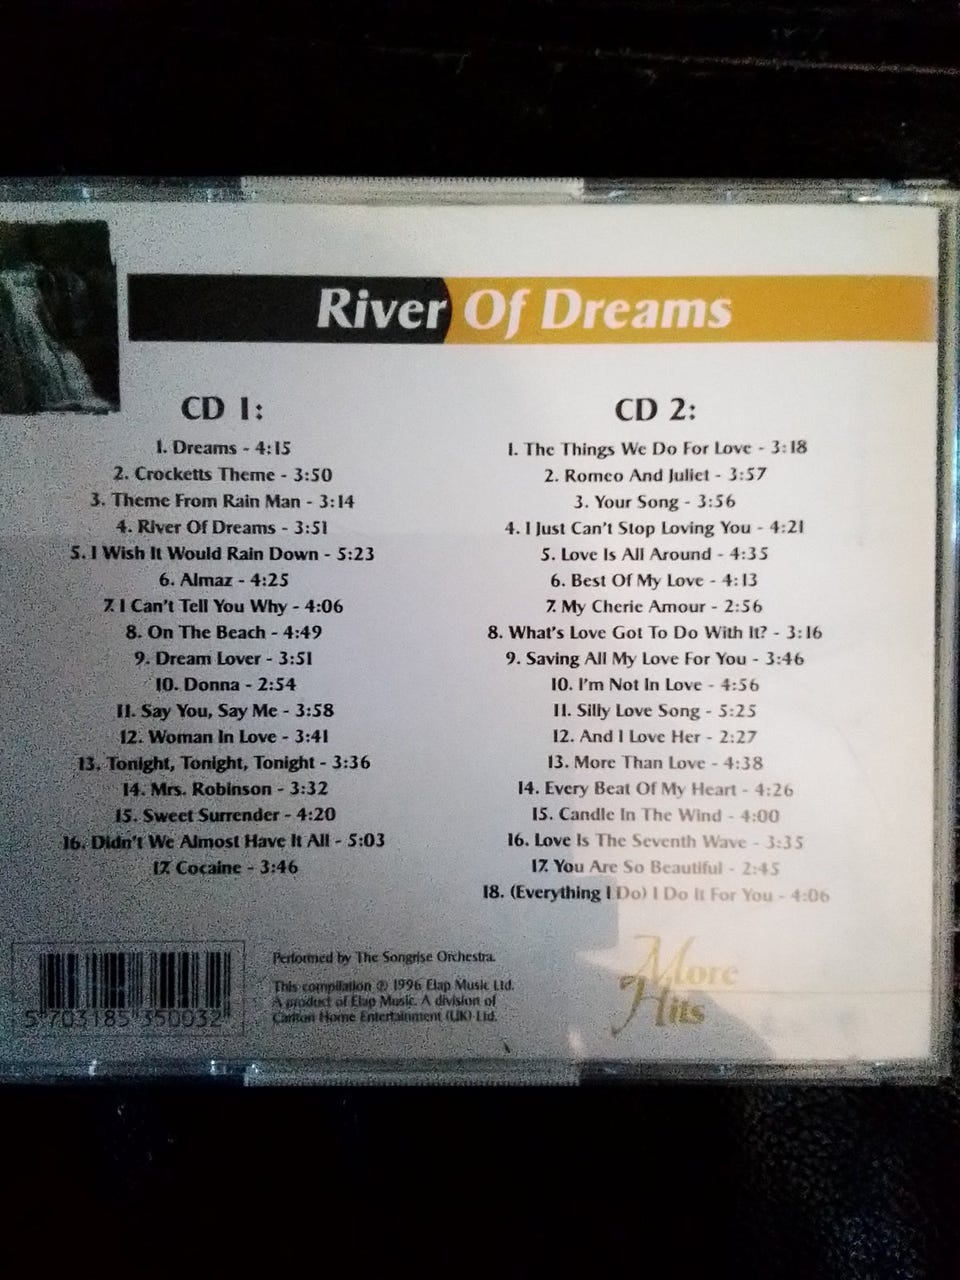 River Of Dreams
CD 1:
1. Dreams - 4:15
2. Crocketts Theme - 3:50
3. Theme From Rain Man - 3:14
4. River Of Dreams - 3:51
5. I Wish It Would Rain Down - 5:23
6. Almaz - 4:25
7. I Can't Tell You Why - 4:06
8. On The Beach - 4:49
9. Dream Lover - 3:51
10. Donna - 2:54
11. Say You, Say Me - 3:58
12. Woman In Love - 3:41
13. Tonight, Tonight, Tonight - 3:36
14. Mrs. Robinson - 3:32
15. Sweet Surrender - 4:20
16. Didn't We Almost Have It All - 5:03
17. Cocaine - 3:46
CD 2:
1. The Things We Do For Love - 3:18
2. Romeo And Juliet - 3:57
3. Your Song - 3:56
4. I Just Can't Stop Loving You - 4:21
5. Love Is All Around - 4:35
6. Best Of My Love - 4:13
7. My Cherie Amour - 2:56
8. What's Love Got To Do With It? - 3:16
9. Saving All My Love For You - 3:46
10. I'm Not In Love - 4:56
11. Silly Love Song - 5:25
12. And I Love Her - 2:27
13. More Than Love - 4:38
14. Every Beat Of My Heart - 4:26
15. Candle In The Wind - 4:00
16. Love Is The Seventh Wave - 3:35
17. You Are So Beautiful - 2:45
18. (Everything I Do) I Do It For You - 4:06
5 703185 350032
Performed by The Songrise Orchestra.
This compilation ℗ 1996 Elap Music Ltd.
A product of Elap Music. A division of
Carlton Home Entertainment (UK) Ltd.
More
Hits